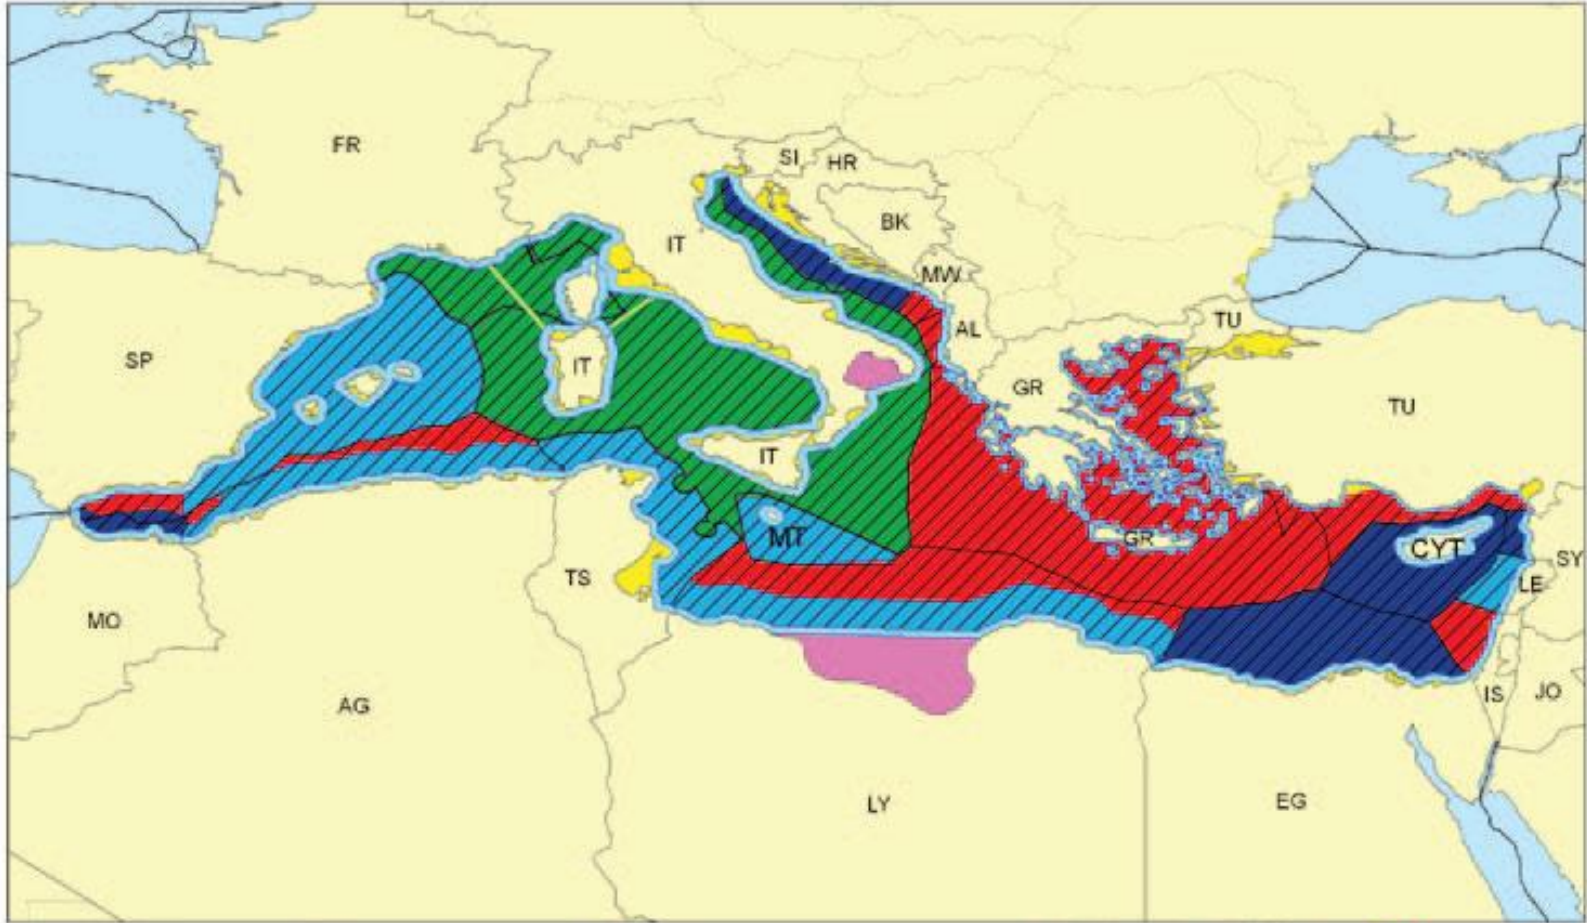 FR
SI
HR
BK
IT
MW
AL
TU
SP
IT
GR
TU
IT
MT
GR
CYT
SY
LE
TS
MO
IS
JO
AG
LY
EG